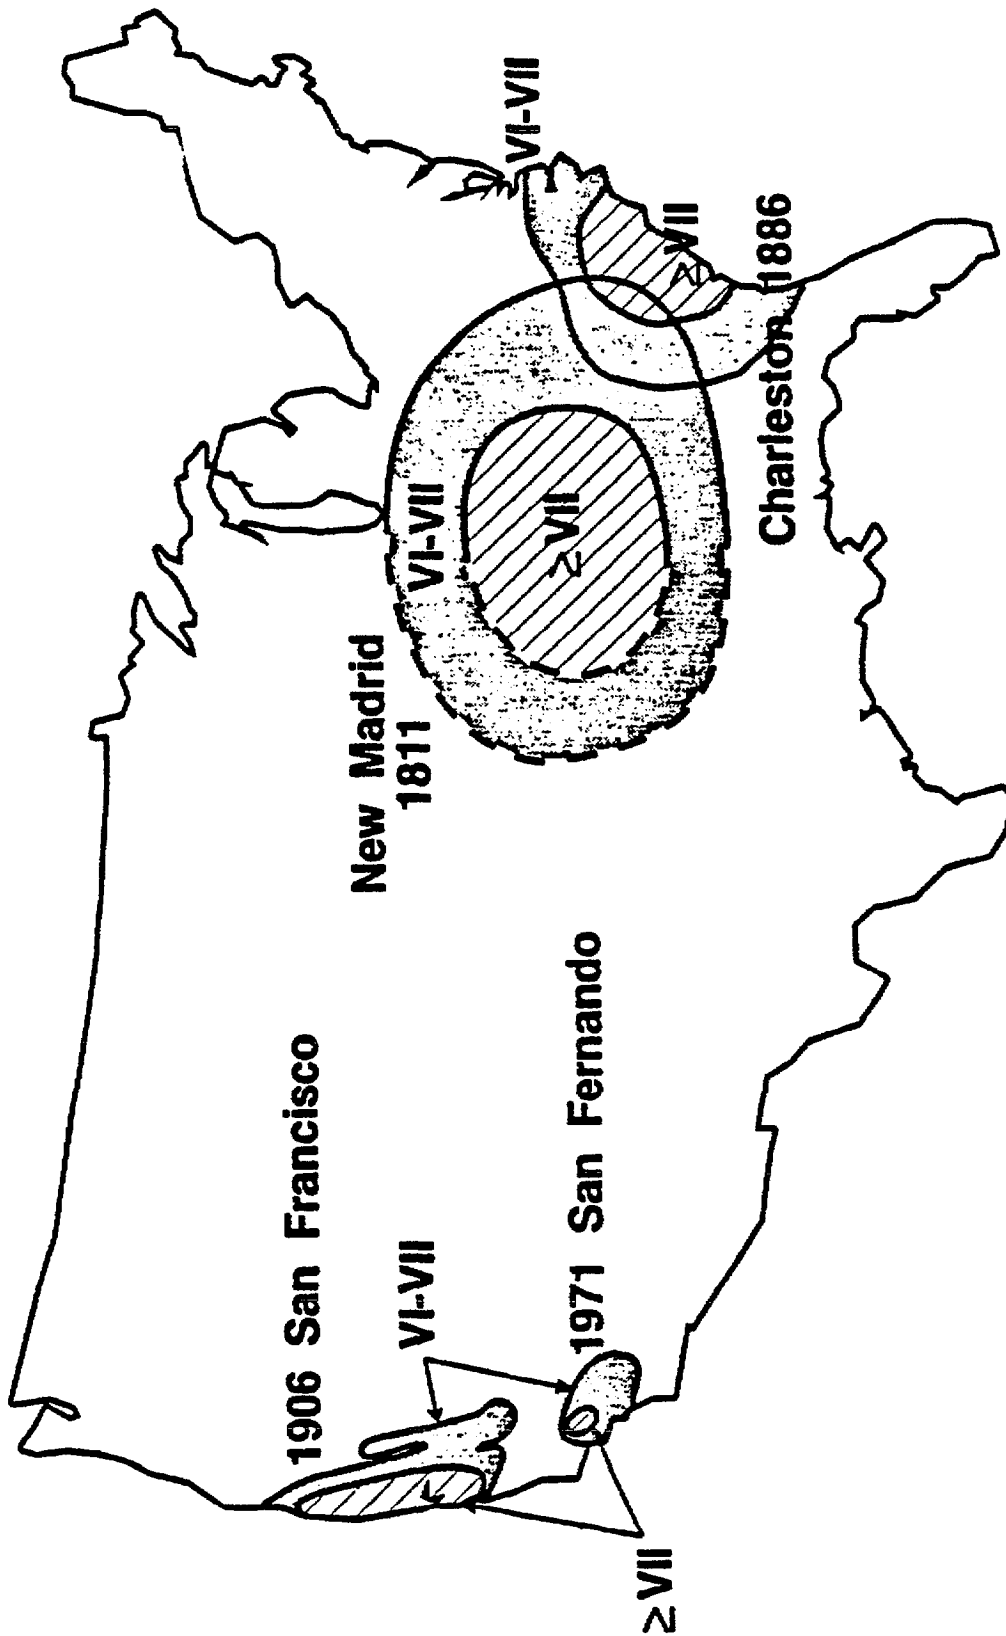 1906 San Francisco
VI-VII
≥VII
1971 San Fernando
New Madrid
1811
VI-VII
≥VII
VI-VII
≥VII
Charleston 1886